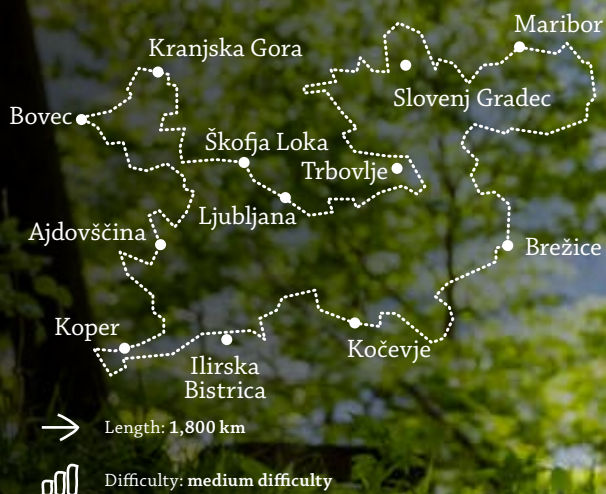 Maribor
Kranjska Gora
Slovenj Gradec
Bovec
Škofja Loka
Trbovlje
Ljubljana
Ajdovščina
Brežice
Koper
Kočevje
Ilirska
Bistrica
Length: 1,800 km
Difficulty: medium difficulty